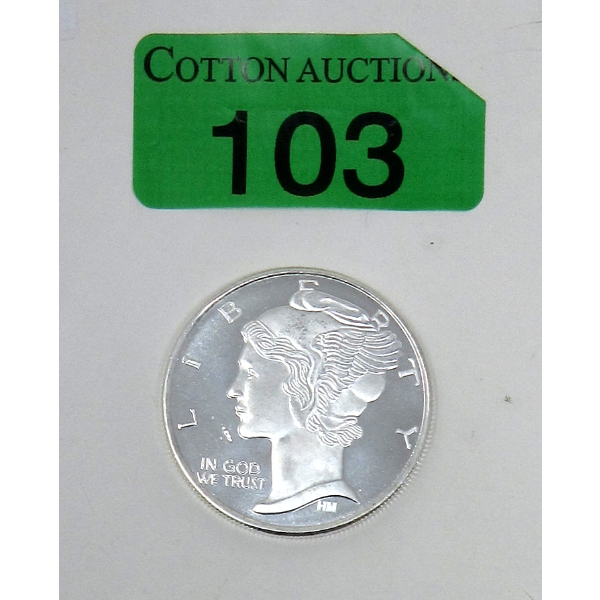 COTTON AUCTION
103
LIBERTY
IN GOD
WE TRUST
HM